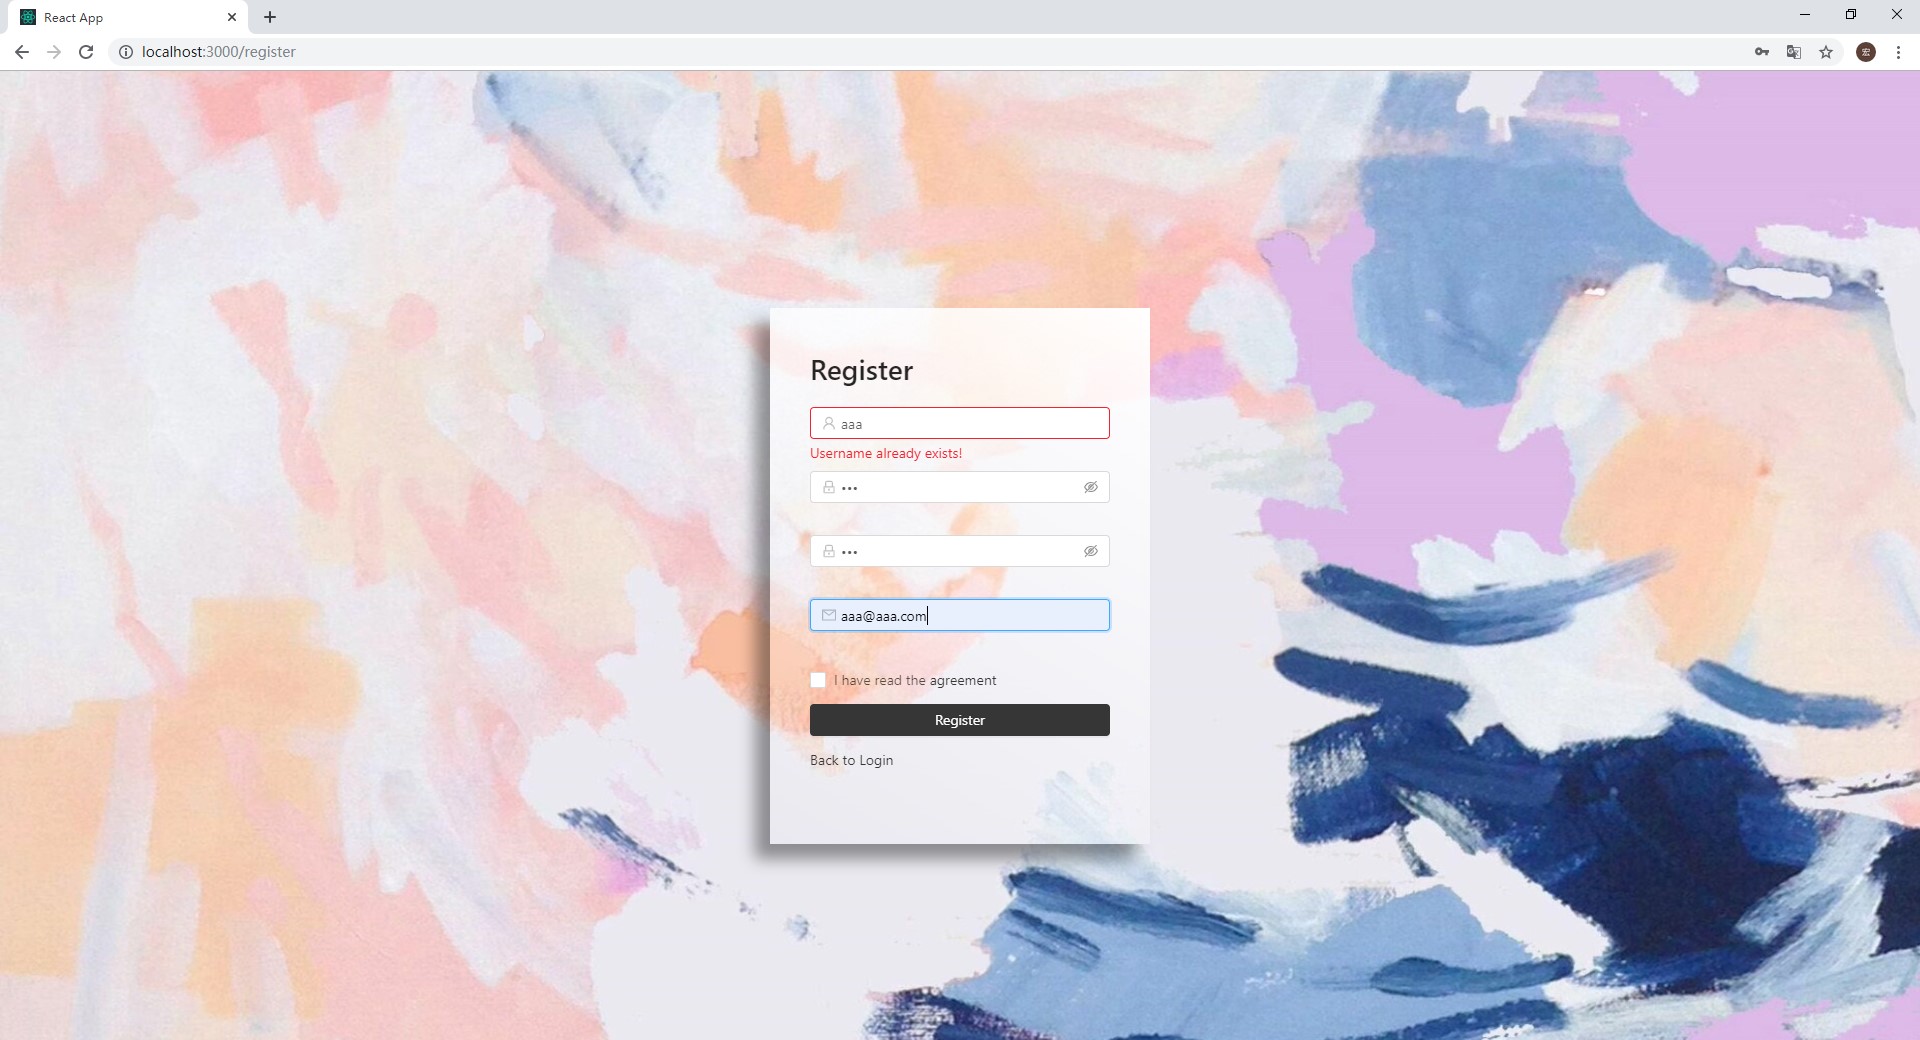 React App
localhost:3000/register
Register
aaa
Username already exists!
•••
•••
aaa@aaa.com
I have read the agreement
Register
Back to Login